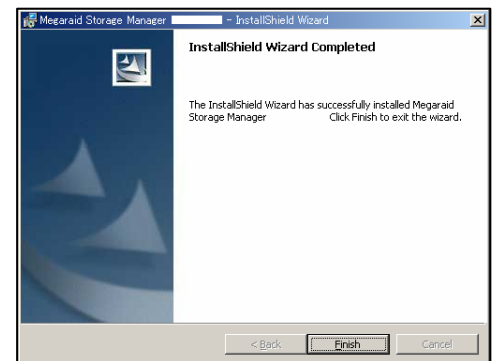 Megaraid Storage Manager - InstallShield Wizard
InstallShield Wizard Completed
The InstallShield Wizard has successfully installed Megaraid
Storage Manager Click Finish to exit the wizard.
< Back Finish Cancel